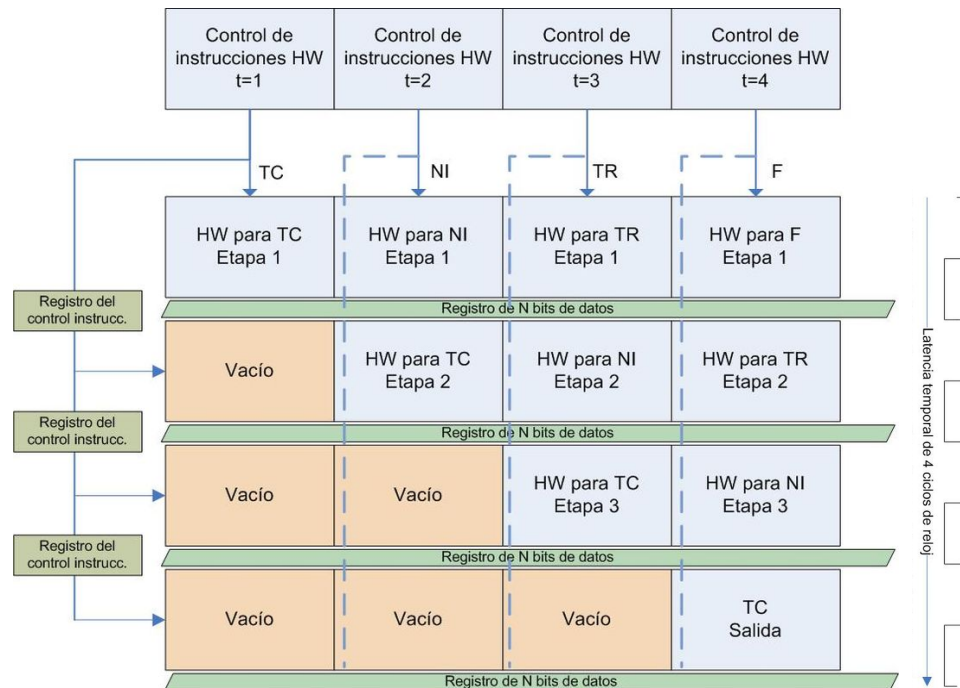 Control de
instrucciones HW
t=1
Control de
instrucciones HW
t=2
Control de
instrucciones HW
t=3
Control de
instrucciones HW
t=4
TC
NI
TR
F
HW para TC
Etapa 1
HW para NI
Etapa 1
HW para TR
Etapa 1
HW para F
Etapa 1
Registro del
control instrucc.
Registro de N bits de datos
Vacío
HW para TC
Etapa 2
HW para NI
Etapa 2
HW para TR
Etapa 2
Registro del
control instrucc.
Registro de N bits de datos
Vacío
Vacío
HW para TC
Etapa 3
HW para NI
Etapa 3
Registro del
control instrucc.
Registro de N bits de datos
Vacío
Vacío
Vacío
TC
Salida
Registro de N bits de datos
Latencia temporal de 4 ciclos de reloj